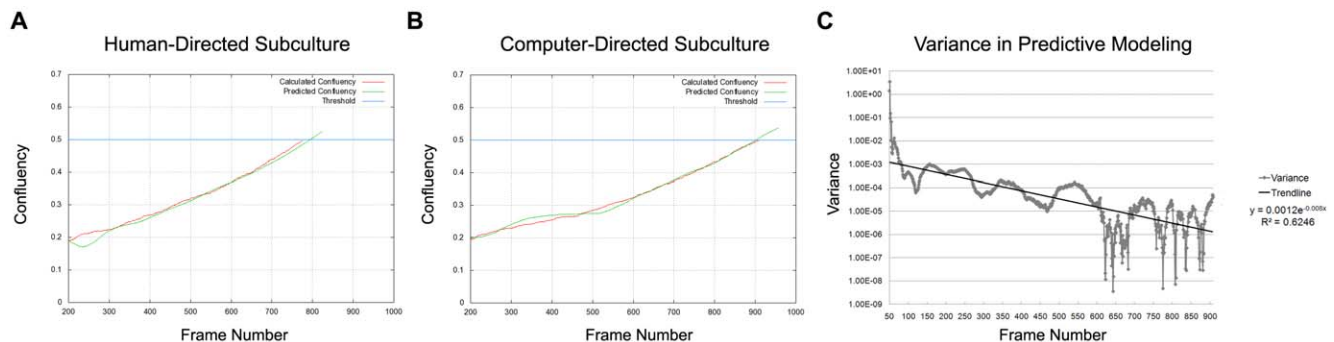 A
Human-Directed Subculture
Confluency
0.7
0.6
0.5
0.4
0.3
0.2
0.1
0
200 300 400 500 600 700 800 900 1000
Frame Number
Calculated Confluency
Predicted Confluency
Threshold
B
Computer-Directed Subculture
Confluency
0.7
0.6
0.5
0.4
0.3
0.2
0.1
0
200 300 400 500 600 700 800 900 1000
Frame Number
Calculated Confluency
Predicted Confluency
Threshold
C
Variance in Predictive Modeling
Variance
1.00E+01
1.00E+00
1.00E-01
1.00E-02
1.00E-03
1.00E-04
1.00E-05
1.00E-06
1.00E-07
1.00E-08
1.00E-09
50 100 150 200 250 300 350 400 450 500 550 600 650 700 750 800 850 900
Frame Number
Variance
Trendline
y = 0.0012e^-0.008x
R² = 0.6246